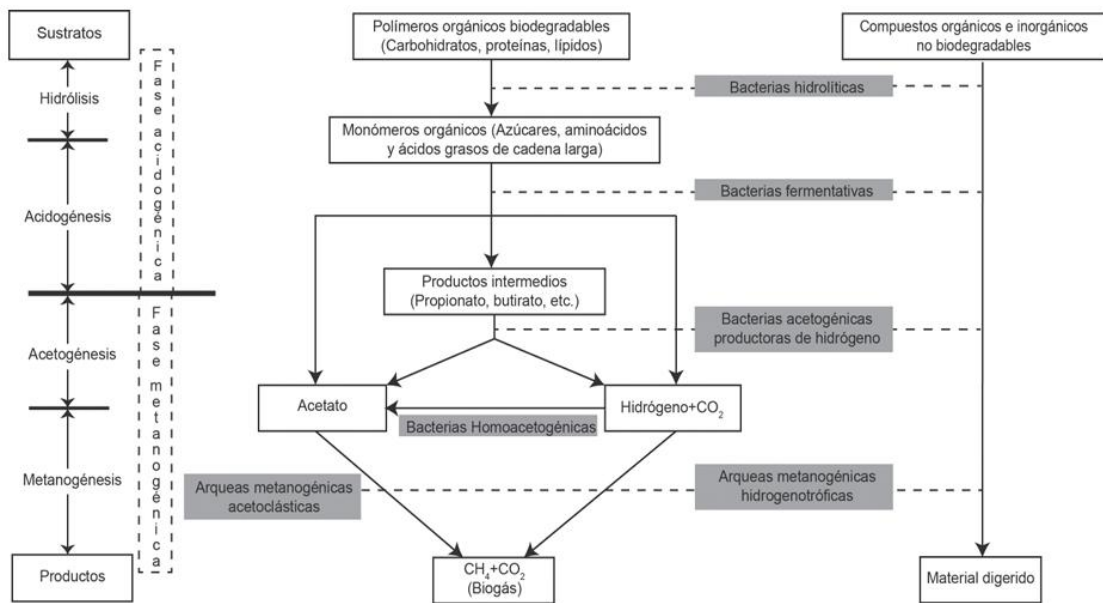 Sustratos
Hidrólisis
Acidogénesis
Acetogénesis
Metanogénesis
Productos
Fase acidogénica
Fase metanogénica
Polímeros orgánicos biodegradables
(Carbohidratos, proteínas, lípidos)
Compuestos orgánicos e inorgánicos
no biodegradables
Bacterias hidrolíticas
Monómeros orgánicos (Azúcares, aminoácidos
y ácidos grasos de cadena larga)
Bacterias fermentativas
Productos intermedios
(Propionato, butirato, etc.)
Bacterias acetogénicas
productoras de hidrógeno
Acetato
Hidrógeno+CO₂
Bacterias Homoacetogénicas
Arqueas metanogénicas
acetoclásticas
Arqueas metanogénicas
hidrogenotróficas
CH₄+CO₂
(Biogás)
Material digerido